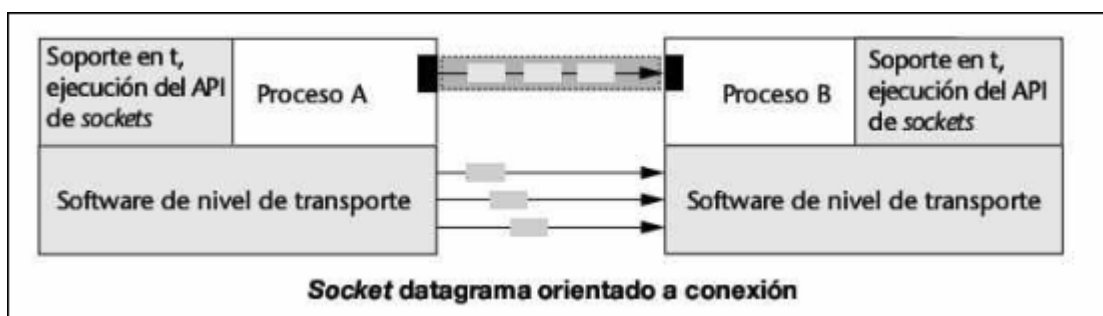 Soporte en t,
ejecución del API
de sockets
Proceso A
Proceso B
Soporte en t,
ejecución del API
de sockets
Software de nivel de transporte
Software de nivel de transporte
Socket datagrama orientado a conexión